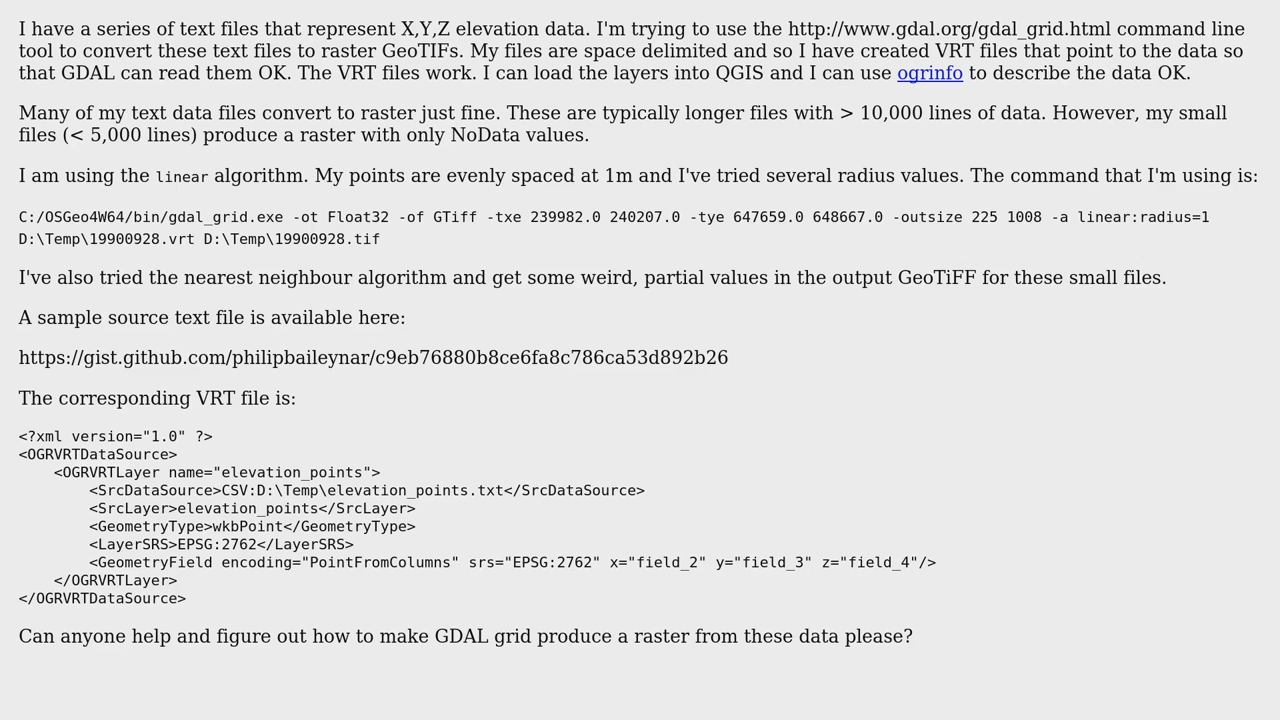 I have a series of text files that represent X,Y,Z elevation data. I'm trying to use the http://www.gdal.org/gdal_grid.html command line
tool to convert these text files to raster GeoTIFs. My files are space delimited and so I have created VRT files that point to the data so
that GDAL can read them OK. The VRT files work. I can load the layers into QGIS and I can use ogrinfo to describe the data OK.
Many of my text data files convert to raster just fine. These are typically longer files with > 10,000 lines of data. However, my small
files (< 5,000 lines) produce a raster with only NoData values.
I am using the linear algorithm. My points are evenly spaced at 1m and I've tried several radius values. The command that I'm using is:
C:/OSGeo4W64/bin/gdal_grid.exe -ot Float32 -of GTiff -txe 239982.0 240207.0 -tye 647659.0 648667.0 -outsize 225 1008 -a linear:radius=1
D:\Temp\19900928.vrt D:\Temp\19900928.tif
I've also tried the nearest neighbour algorithm and get some weird, partial values in the output GeoTiFF for these small files.
A sample source text file is available here:
https://gist.github.com/philipbaileynar/c9eb76880b8ce6fa8c786ca53d892b26
The corresponding VRT file is:
<?xml version="1.0" ?>
<OGRVRTDataSource>
    <OGRVRTLayer name="elevation_points">
        <SrcDataSource>CSV:D:\Temp\elevation_points.txt</SrcDataSource>
        <SrcLayer>elevation_points</SrcLayer>
        <GeometryType>wkbPoint</GeometryType>
        <LayerSRS>EPSG:2762</LayerSRS>
        <GeometryField encoding="PointFromColumns" srs="EPSG:2762" x="field_2" y="field_3" z="field_4"/>
    </OGRVRTLayer>
</OGRVRTDataSource>
Can anyone help and figure out how to make GDAL grid produce a raster from these data please?